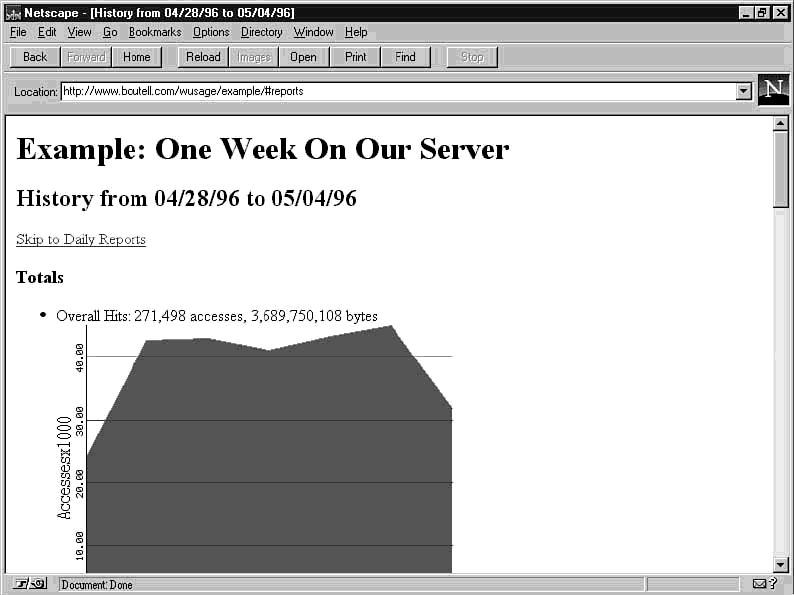 Netscape - [History from 04/28/96 to 05/04/96]
File Edit View Go Bookmarks Options Directory Window Help
Back Forward Home Reload Images Open Print Find Stop
Location: http://www.boutell.com/wusage/example/#reports
N
Example: One Week On Our Server
History from 04/28/96 to 05/04/96
Skip to Daily Reports
Totals
• Overall Hits: 271,498 accesses, 3,689,750,108 bytes
Accessesx1000
40.00
30.00
20.00
10.00
Document: Done
?